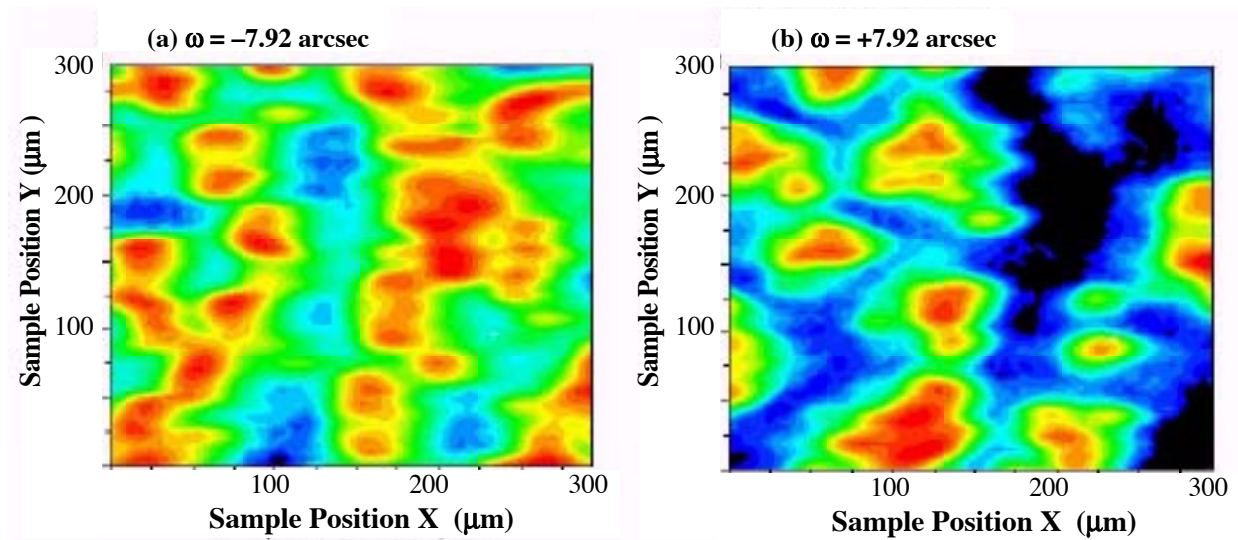 (a) ω = –7.92 arcsec
300
200
100
Sample Position Y (μm )
100 200 300
Sample Position X (μm)
(b) ω = +7.92 arcsec
300
200
100
Sample Position Y (μm )
100 200 300
Sample Position X (μm)